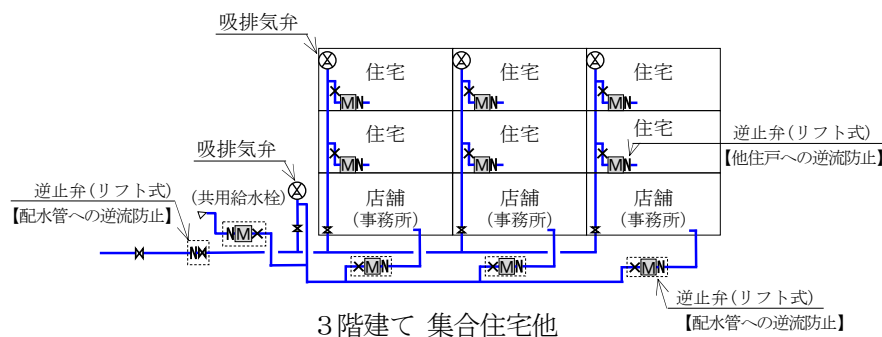 吸排気弁
住宅
住宅
住宅
M N
M N
M N
住宅
住宅
住宅
M N
M N
M N
逆止弁(リフト式)
【他住戸への逆流防止】
吸排気弁
逆止弁(リフト式)
【配水管への逆流防止】
(共用給水栓)
店舗
(事務所)
店舗
(事務所)
店舗
(事務所)
N M
N
M N
M N
M N
逆止弁(リフト式)
【配水管への逆流防止】
3階建て 集合住宅他